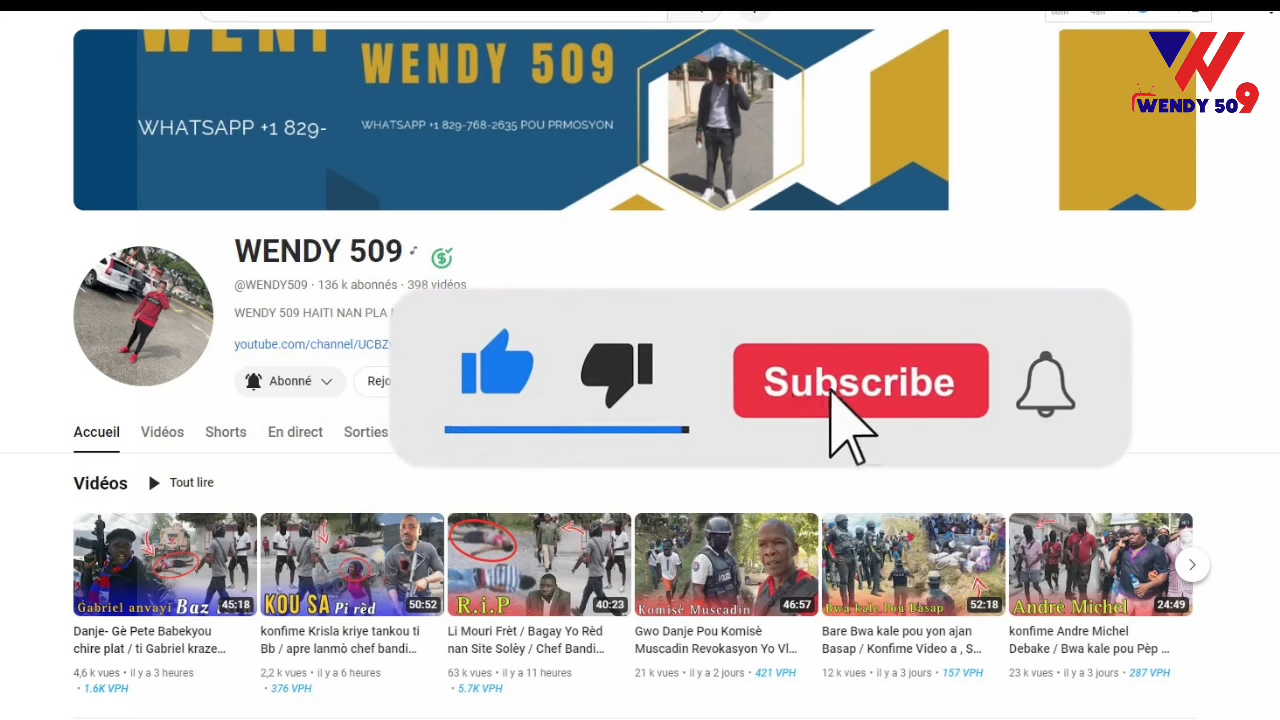 WENDY 509
WHATSAPP +1 829-
WHATSAPP +1 829-768-2635 POU PRMOSYON
WENDY 509
WENDY 509
@WENDY509 · 136 k abonnés · 398 vidéos
WENDY 509 HAITI NAN PLA
youtube.com/channel/UCBZ
Abonné
Rejo
Subscribe
Accueil
Vidéos
Shorts
En direct
Sorties
Vidéos
Tout lire
Gabriel anvayi Baz
45:18
KOU SA Pi rèd
50:52
R.i.P
40:23
Komisè Muscadin
46:57
Bwa kale Pou Basap
52:18
André Michel
24:49
Danje- Gè Pete Babekyou
chire plat / ti Gabriel kraze...
4,6 k vues · il y a 3 heures
· 1.6K VPH
konfime Krisla kriye tankou ti
Bb / apre lanmò chef bandi...
2,2 k vues · il y a 6 heures
· 376 VPH
Li Mouri Frèt / Bagay Yo Rèd
nan Site Solèy / Chef Bandi...
63 k vues · il y a 11 heures
· 5.7K VPH
Gwo Danje Pou Komisè
Muscadin Revokasyon Yo Vl...
21 k vues · il y a 2 jours · 421 VPH
Bare Bwa kale pou yon ajan
Basap / Konfime Video a , S...
12 k vues · il y a 3 jours · 157 VPH
konfime Andre Michel
Debake / Bwa kale pou Pèp ...
23 k vues · il y a 3 jours · 287 VPH